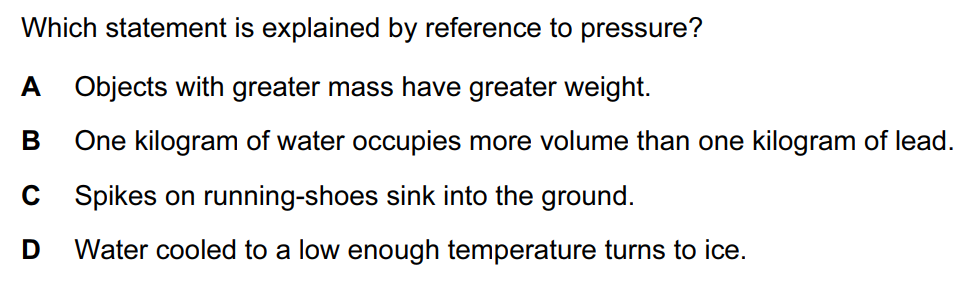 Which statement is explained by reference to pressure?
A Objects with greater mass have greater weight.
B One kilogram of water occupies more volume than one kilogram of lead.
C Spikes on running-shoes sink into the ground.
D Water cooled to a low enough temperature turns to ice.